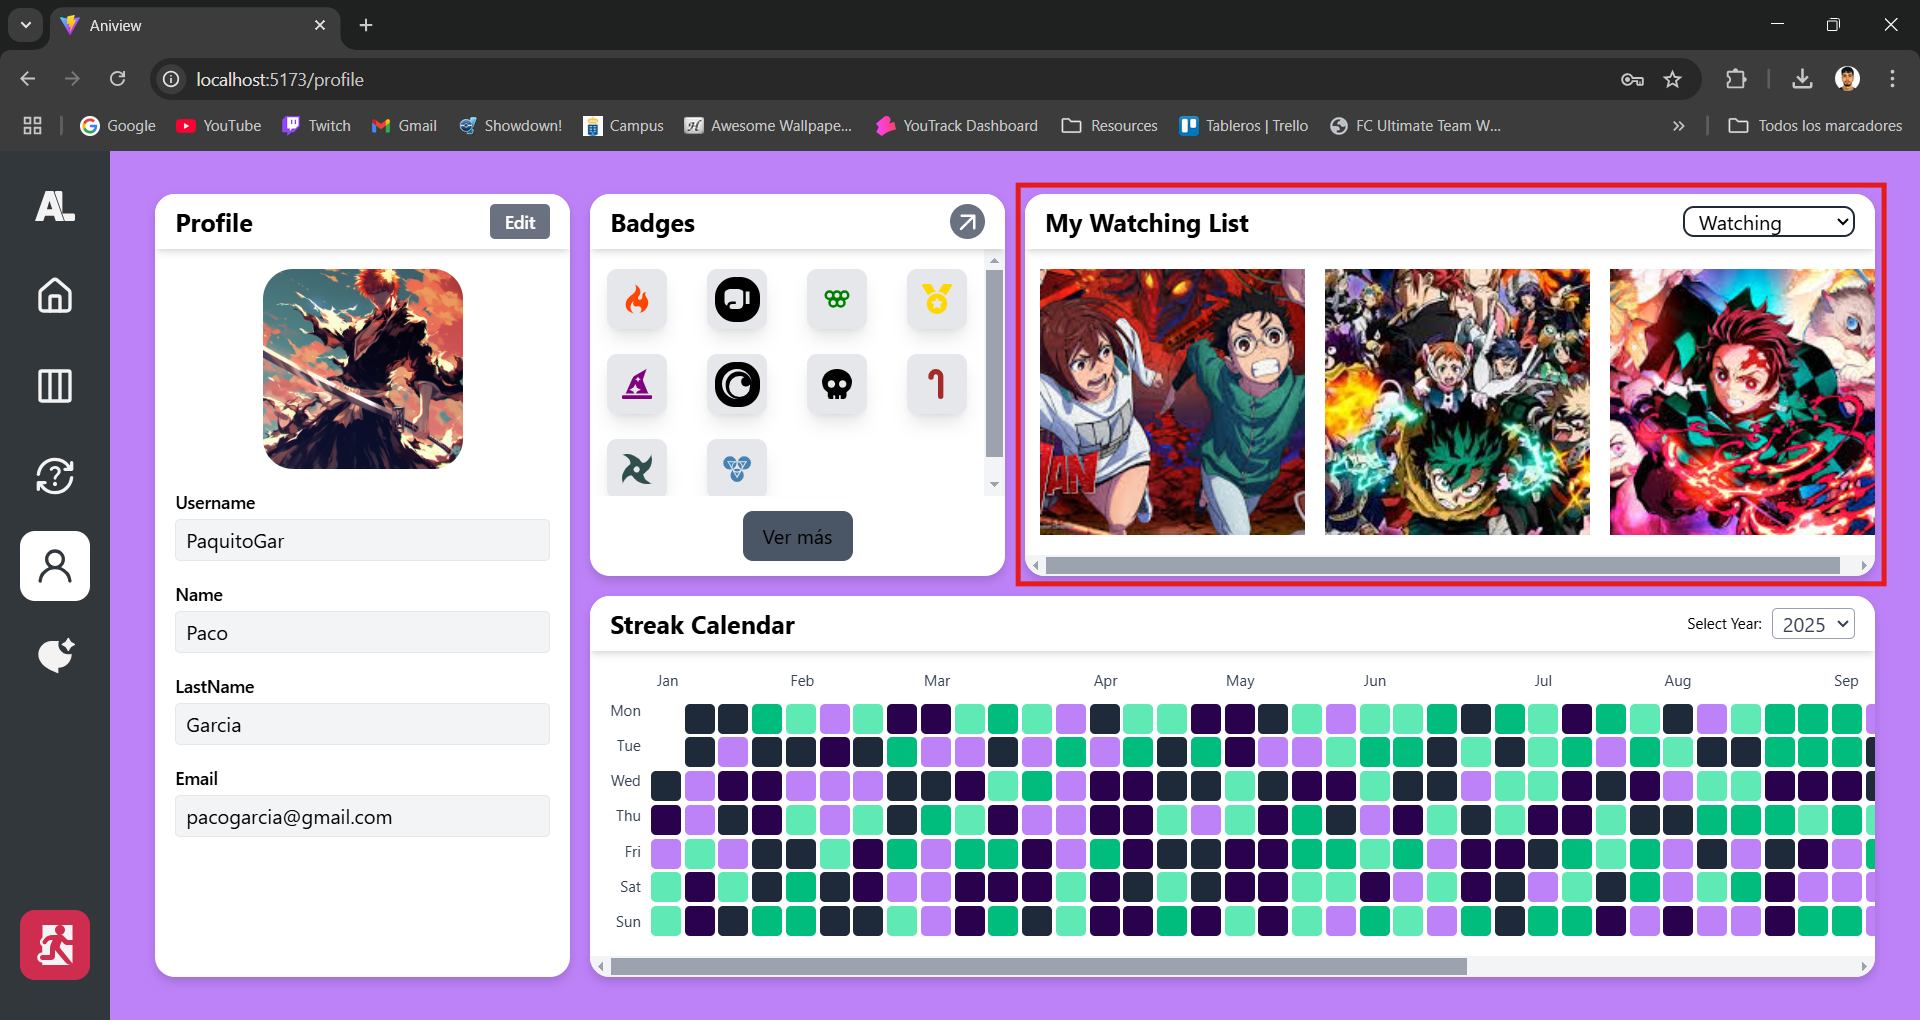 Aniview
localhost:5173/profile
Google
YouTube
Twitch
Gmail
Showdown!
Campus
Awesome Wallpape...
YouTrack Dashboard
Resources
Tableros | Trello
FC Ultimate Team W...
Todos los marcadores
AL
Profile
Edit
Username
PaquitoGar
Name
Paco
LastName
Garcia
Email
pacogarcia@gmail.com
Badges
Ver más
My Watching List
Watching
AN
Streak Calendar
Select Year:
2025
Jan Feb Mar Apr May Jun Jul Aug Sep
Mon
Tue
Wed
Thu
Fri
Sat
Sun